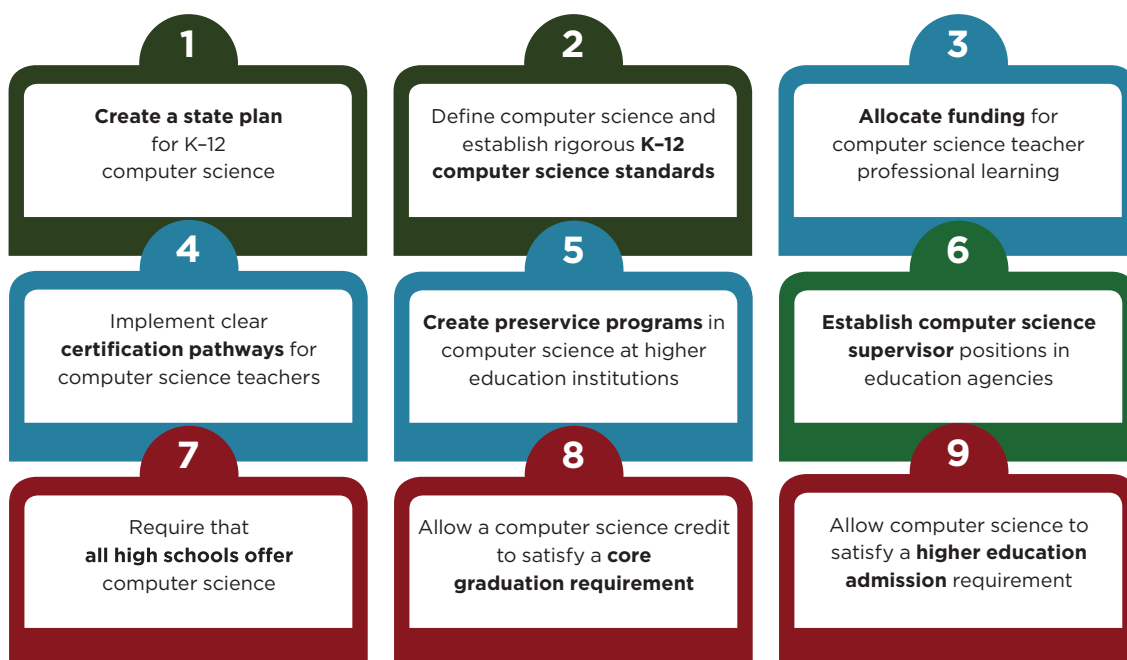 1
Create a state plan
for K–12
computer science
2
Define computer science and
establish rigorous K–12
computer science standards
3
Allocate funding for
computer science teacher
professional learning
4
Implement clear
certification pathways for
computer science teachers
5
Create preservice programs in
computer science at higher
education institutions
6
Establish computer science
supervisor positions in
education agencies
7
Require that
all high schools offer
computer science
8
Allow a computer science credit
to satisfy a core
graduation requirement
9
Allow computer science to
satisfy a higher education
admission requirement